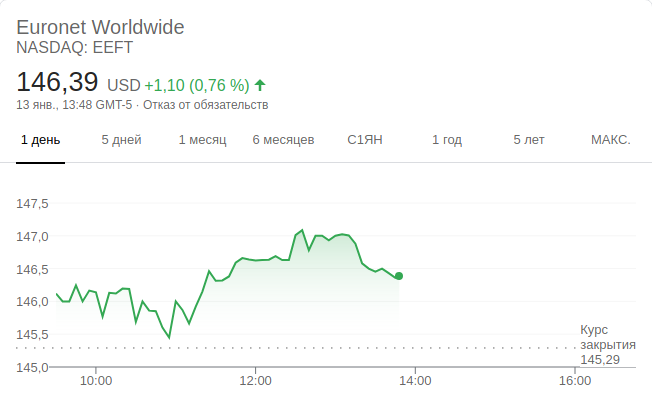 Euronet Worldwide
NASDAQ: EEFT
146,39 USD +1,10 (0,76 %)
13 янв., 13:48 GMT-5 · Отказ от обязательств
1 день 5 дней 1 месяц 6 месяцев С1ЯН 1 год 5 лет МАКС.
147,5
147,0
146,5
146,0
145,5
Курс
закрытия
145,29
145,0
10:00 12:00 14:00 16:00